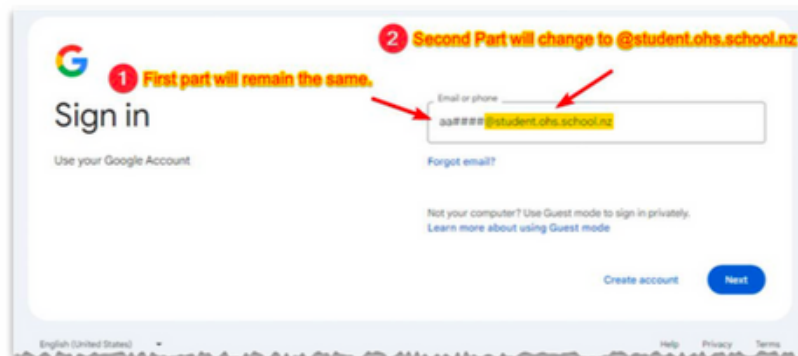 2 Second Part will change to @student.ohs.school.nz
1 First part will remain the same.
Sign in
Use your Google Account
Email or phone
aa####@student.ohs.school.nz
Forgot email?
Not your computer? Use Guest mode to sign in privately.
Learn more about using Guest mode
Create account
Next
English (United States)
Help Privacy Terms